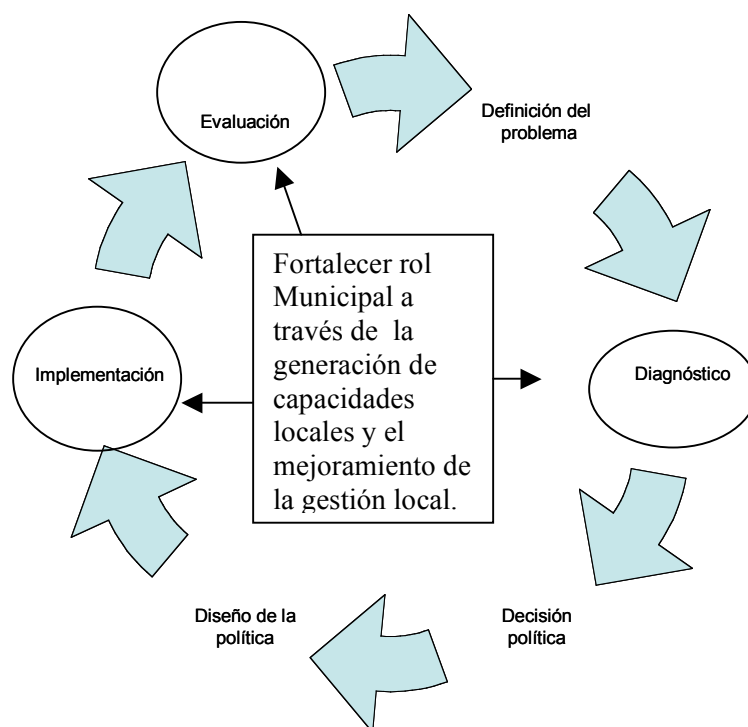 Evaluación
Definición del
problema
Fortalecer rol
Municipal a
través de la
generación de
capacidades
locales y el
mejoramiento de
la gestión local.
Implementación
Diagnóstico
Diseño de la
política
Decisión
política